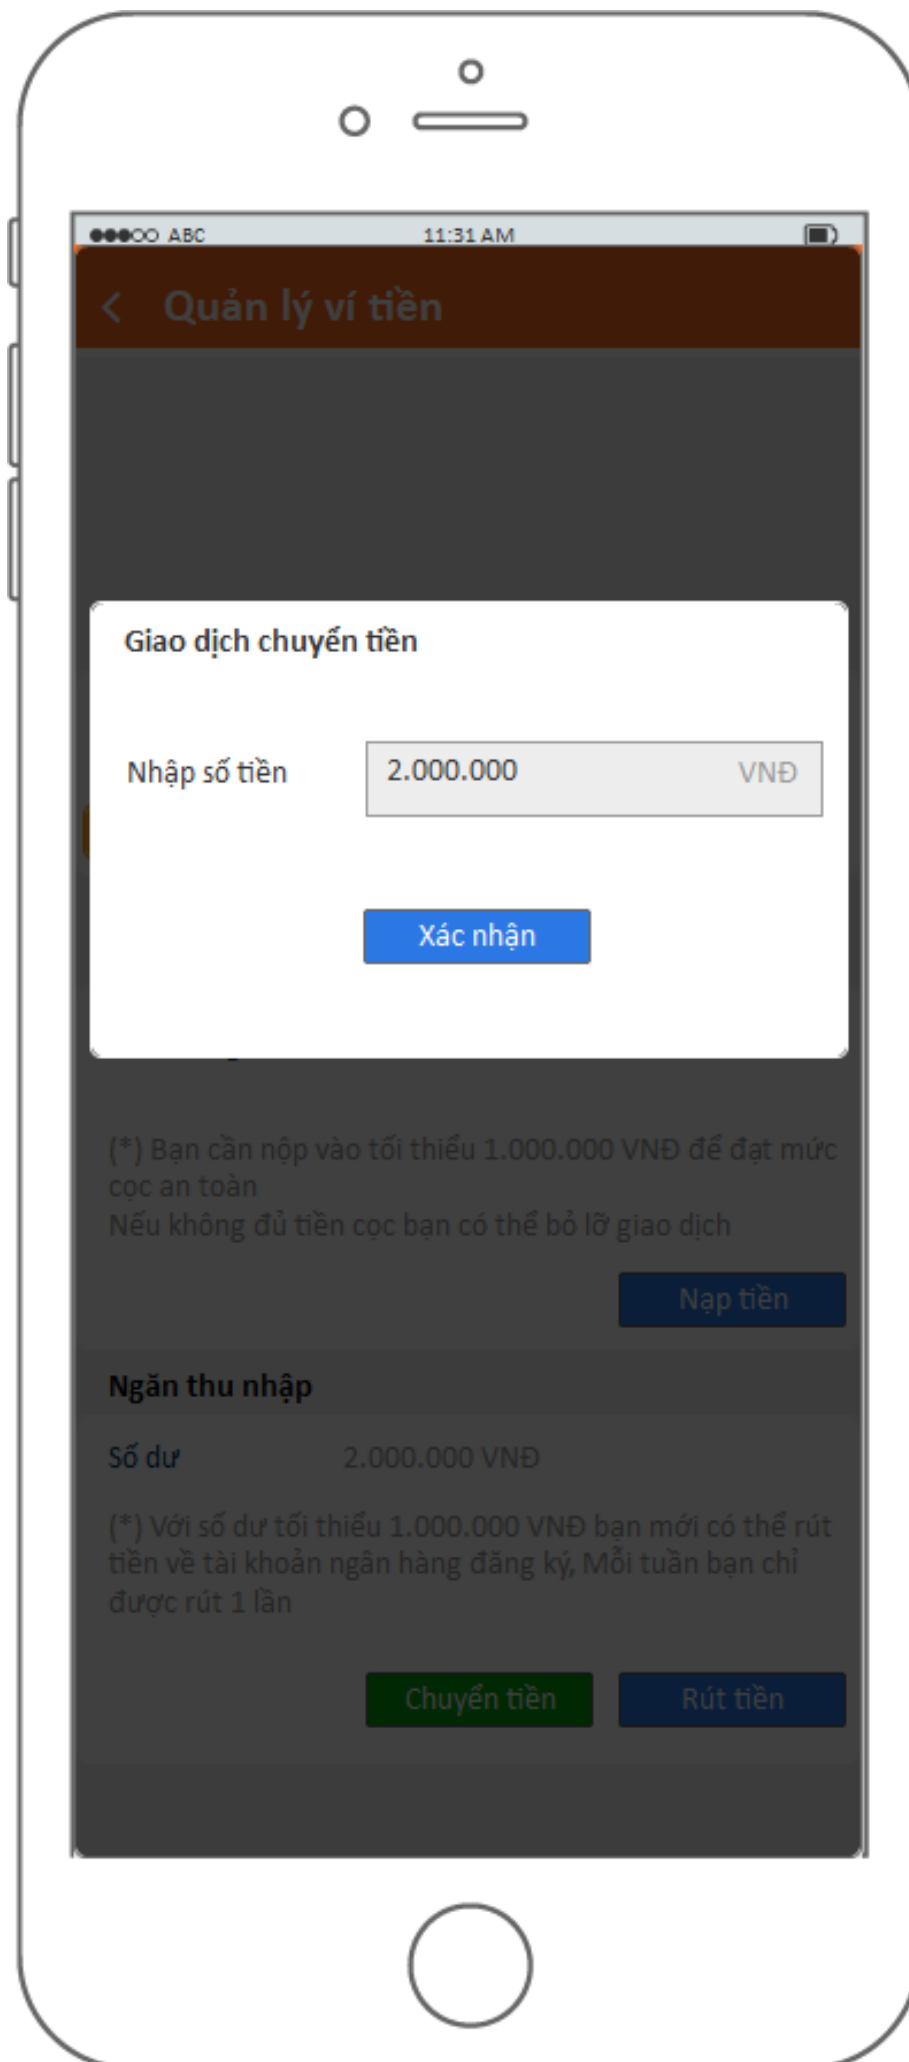 ABC 11:31 AM
Quản lý ví tiền
Giao dịch chuyển tiền
Nhập số tiền 2.000.000 VNĐ
Xác nhận
(*) Bạn cần nộp vào tối thiểu 1.000.000 VNĐ để đạt mức
cọc an toàn
Nếu không đủ tiền cọc bạn có thể bỏ lỡ giao dịch
Nạp tiền
Ngăn thu nhập
Số dư 2.000.000 VNĐ
(*) Với số dư tối thiểu 1.000.000 VNĐ bạn mới có thể rút
tiền về tài khoản ngân hàng đăng ký, Mỗi tuần bạn chỉ
được rút 1 lần
Chuyển tiền Rút tiền